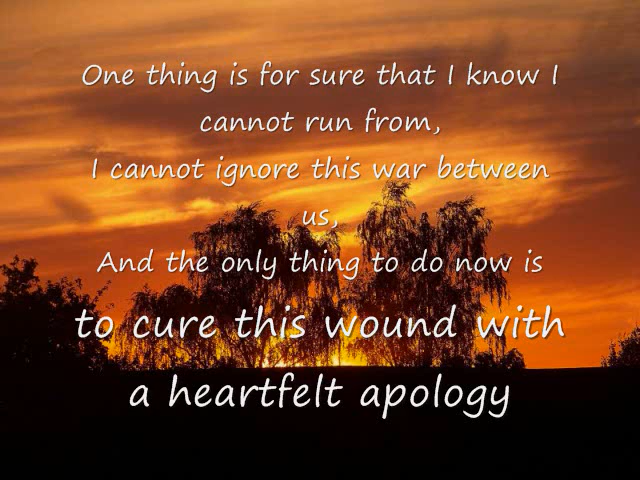 One thing is for sure that I know I
cannot run from,
I cannot ignore this war between
us,
And the only thing to do now is
to cure this wound with
a heartfelt apology